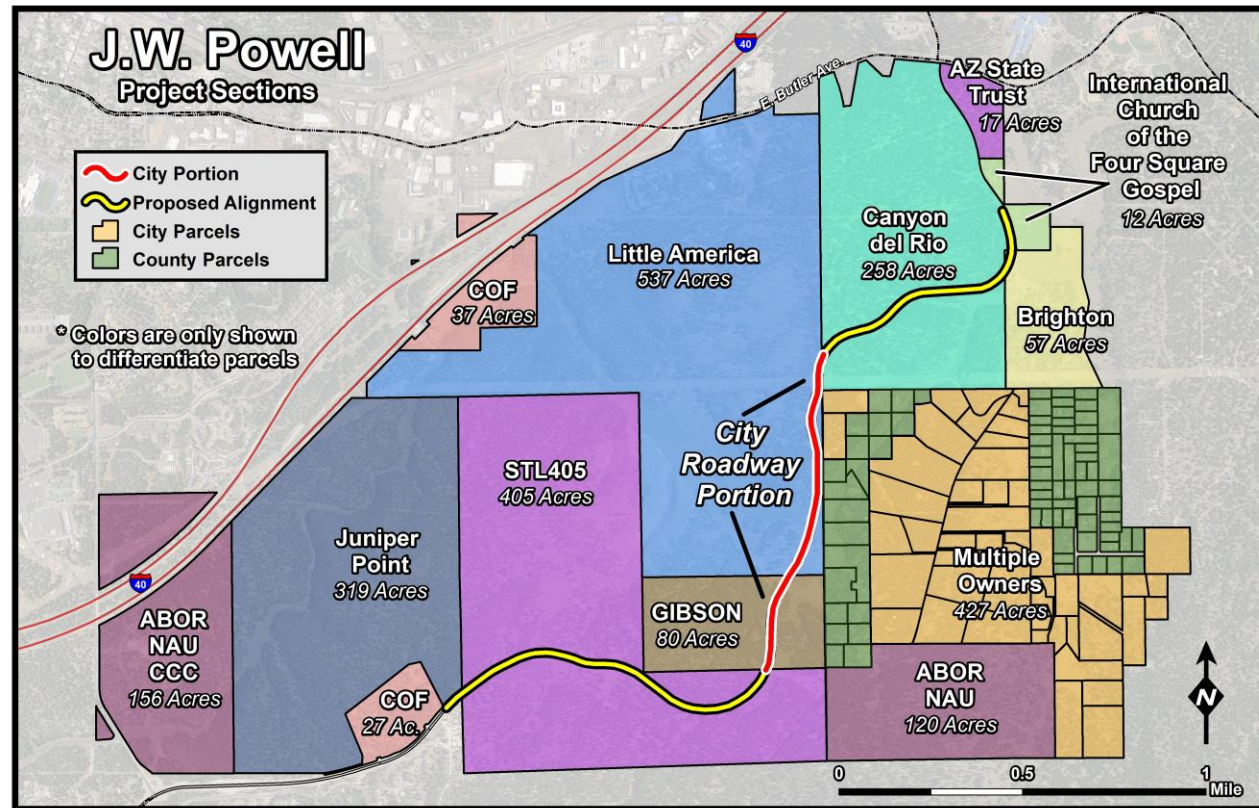 J.W. Powell
Project Sections
City Portion
Proposed Alignment
City Parcels
County Parcels
* Colors are only shown
to differentiate parcels
40
E. Butler Ave.
AZ State
Trust
17 Acres
International
Church
of the
Four Square
Gospel
12 Acres
Canyon
del Rio
258 Acres
Little America
537 Acres
COF
37 Acres
Brighton
57 Acres
City
Roadway
Portion
STL405
405 Acres
Juniper
Point
319 Acres
Multiple
Owners
427 Acres
40
ABOR
NAU
CCC
156 Acres
GIBSON
80 Acres
COF
27 Ac.
ABOR
NAU
120 Acres
N
0 0.5 1
Mile